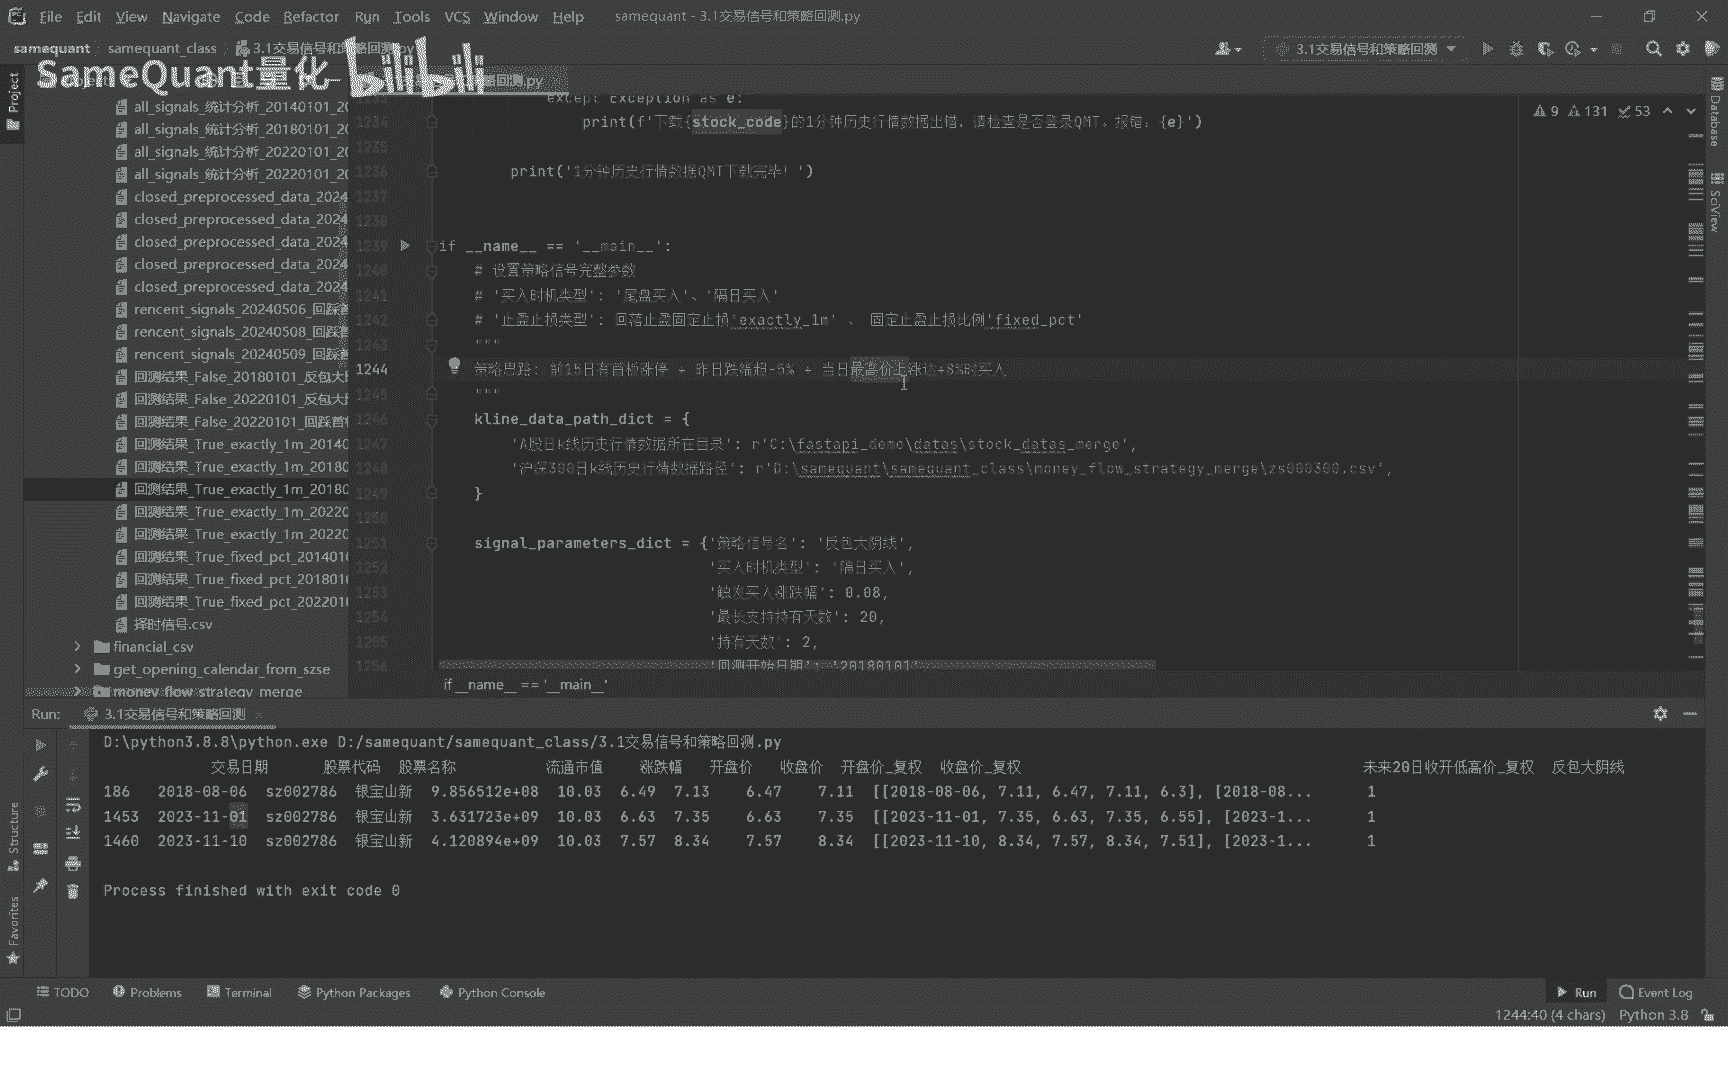 File Edit View Navigate Code Refactor Run Tools VCS Window Help samequant - 3.1交易信号和策略回测.py
samequant samequant_class 3.1交易信号和策略回测.py
3.1交易信号和策略回测
SameQuant量化 bilibili
回测.py
Project
all_signals_统计分析_20140101_20
all_signals_统计分析_20180101_20
all_signals_统计分析_20220101_20
all_signals_统计分析_20220101_20
closed_preprocessed_data_2024
closed_preprocessed_data_2024
closed_preprocessed_data_2024
closed_preprocessed_data_2024
closed_preprocessed_data_2024
rencent_signals_20240506_回踩首
rencent_signals_20240508_回踩
rencent_signals_20240509_回踩
回测结果_False_20180101_反包大
回测结果_False_20220101_反包大
回测结果_False_20220101_回踩首
回测结果_True_exactly_1m_20140
回测结果_True_exactly_1m_20180
回测结果_True_exactly_1m_20180
回测结果_True_exactly_1m_20220
回测结果_True_exactly_1m_20220
回测结果_True_fixed_pct_2014010
回测结果_True_fixed_pct_2018010
回测结果_True_fixed_pct_2022010
择时信号.csv
financial_csv
get_opening_calendar_from_szse
money_flow_strategy_merge
except Exception as e:
1234 print(f'下载{stock_code}的1分钟历史行情数据出错，请检查是否登录QMT。报错：{e}')
1235
1236 print('1分钟历史行情数据QMT下载完毕！')
1237
1238
1239 if __name__ == '__main__':
1240 # 设置策略信号完整参数
1241 # '买入时机类型': '尾盘买入'、'隔日买入'
1242 # '止盈止损类型': 回落止盈固定止损'exactly_1m' 、 固定止盈止损比例'fixed_pct'
1243 """
1244 策略思路: 前15日有首板涨停 + 昨日跌幅超-5% + 当日最高价上涨达+8%时买入
1245 """
1246 kline_data_path_dict = {
1247 'A股日k线历史行情数据所在目录': r'C:\fastapi_demo\datas\stock_datas_merge',
1248 '沪深300日k线历史行情数据路径': r'D:\samequant\samequant_class\money_flow_strategy_merge\zs000300.csv',
1249 }
1250
1251 signal_parameters_dict = {'策略信号名': '反包大阴线',
1252 '买入时机类型': '隔日买入',
1253 '触发买入涨跌幅': 0.08,
1254 '最长支持持有天数': 20,
1255 '持有天数': 2,
'回测开始日期': '20180101'
if __name__ == '__main__'
9 131 53
Database
SciView
Run: 3.1交易信号和策略回测
D:\python3.8.8\python.exe D:/samequant/samequant_class/3.1交易信号和策略回测.py
交易日期 股票代码 股票名称 流通市值 涨跌幅 开盘价 收盘价 开盘价_复权 收盘价_复权 未来20日收开低高价_复权 反包大阴线
186 2018-08-06 sz002786 银宝山新 9.856512e+08 10.03 6.49 7.13 6.47 7.11 [[2018-08-06, 7.11, 6.47, 7.11, 6.3], [2018-08... 1
1453 2023-11-01 sz002786 银宝山新 3.631723e+09 10.03 6.63 7.35 6.63 7.35 [[2023-11-01, 7.35, 6.63, 7.35, 6.55], [2023-1... 1
1460 2023-11-10 sz002786 银宝山新 4.120894e+09 10.03 7.57 8.34 7.57 8.34 [[2023-11-10, 8.34, 7.57, 8.34, 7.51], [2023-1... 1
Process finished with exit code 0
Structure
Favorites
TODO Problems Terminal Python Packages Python Console Run Event Log
1244:40 (4 chars) Python 3.8